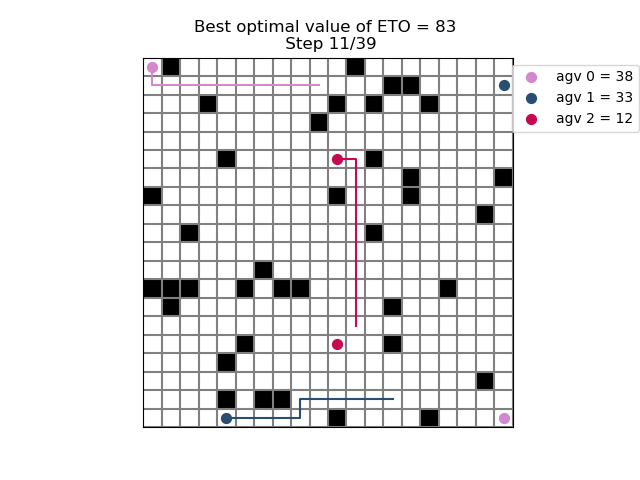 Best optimal value of ETO = 83
Step 11/39
agv 0 = 38
agv 1 = 33
agv 2 = 12